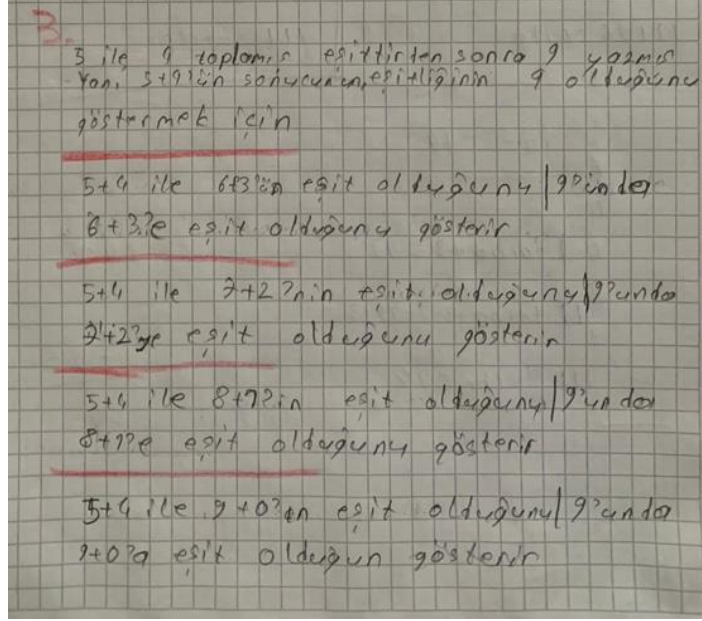 3.
5 ile 4 toplamış eşittirten sonra 9 yazmış
Yani 5+4'ün sonucunun, eşitliğinin 9 olduğunu
göstermek için
5+4 ile 6+3'ün eşit olduğunu | 9'unda
6+3'e eşit olduğunu gösterir
5+4 ile 7+2'nin eşit olduğunu | 9'unda
7+2'ye eşit olduğunu gösterir
5+4 ile 8+1'in eşit olduğunu | 9'unda
8+1'e eşit olduğunu gösterir
5+4 ile 9+0'ın eşit olduğunu | 9'unda
9+0'a eşit olduğun gösterir